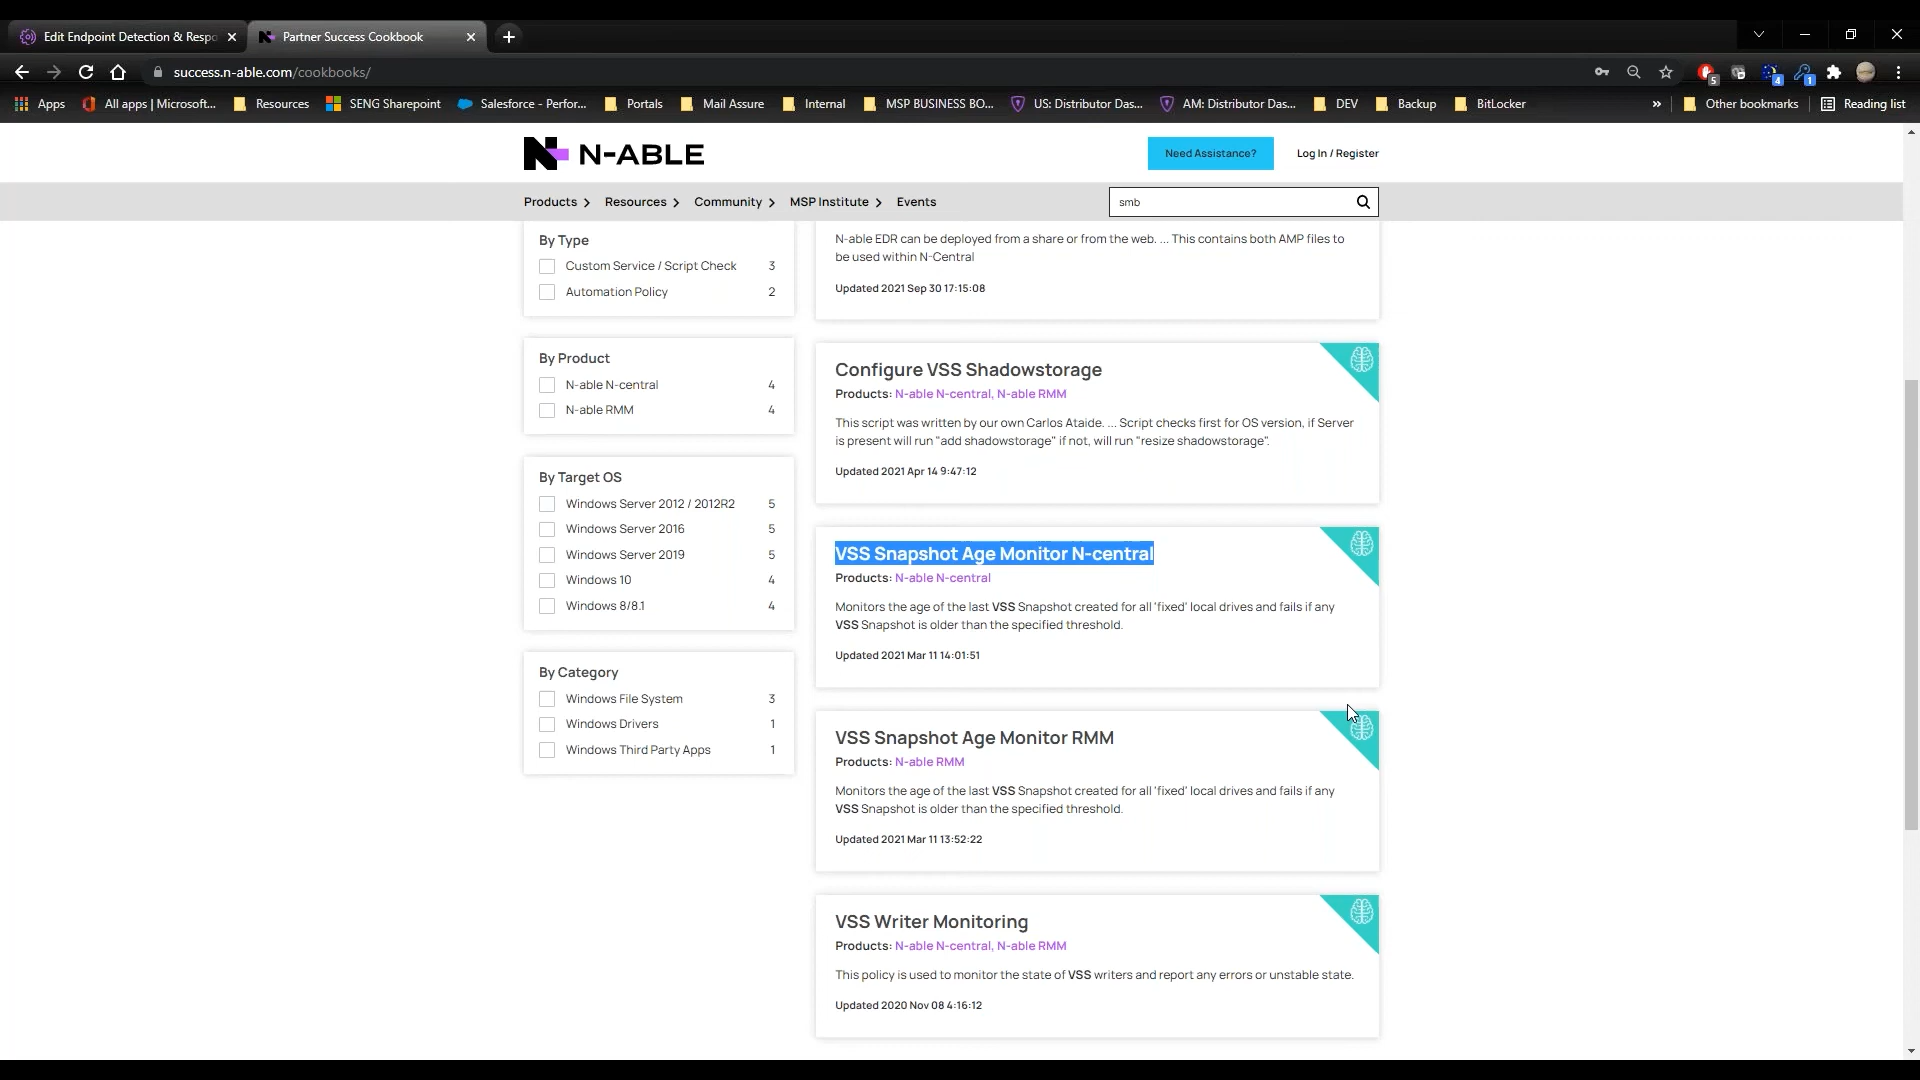 Edit Endpoint Detection & Respo
Partner Success Cookbook
success.n-able.com/cookbooks/
5
4
1
Apps
All apps | Microsoft...
Resources
SENG Sharepoint
Salesforce - Perfor...
Portals
Mail Assure
Internal
MSP BUSINESS BO...
US: Distributor Das...
AM: Distributor Das...
DEV
Backup
BitLocker
»
Other bookmarks
Reading list
N-ABLE
Need Assistance?
Log In / Register
Products
Resources
Community
MSP Institute
Events
smb
By Type
Custom Service / Script Check 3
Automation Policy 2
By Product
N-able N-central 4
N-able RMM 4
By Target OS
Windows Server 2012 / 2012R2 5
Windows Server 2016 5
Windows Server 2019 5
Windows 10 4
Windows 8/8.1 4
By Category
Windows File System 3
Windows Drivers 1
Windows Third Party Apps 1
N-able EDR can be deployed from a share or from the web. ... This contains both AMP files to
be used within N-Central
Updated 2021 Sep 30 17:15:08
Configure VSS Shadowstorage
Products: N-able N-central, N-able RMM
This script was written by our own Carlos Ataide. ... Script checks first for OS version, if Server
is present will run "add shadowstorage" if not, will run "resize shadowstorage".
Updated 2021 Apr 14 9:47:12
VSS Snapshot Age Monitor N-central
Products: N-able N-central
Monitors the age of the last VSS Snapshot created for all 'fixed' local drives and fails if any
VSS Snapshot is older than the specified threshold.
Updated 2021 Mar 11 14:01:51
VSS Snapshot Age Monitor RMM
Products: N-able RMM
Monitors the age of the last VSS Snapshot created for all 'fixed' local drives and fails if any
VSS Snapshot is older than the specified threshold.
Updated 2021 Mar 11 13:52:22
VSS Writer Monitoring
Products: N-able N-central, N-able RMM
This policy is used to monitor the state of VSS writers and report any errors or unstable state.
Updated 2020 Nov 08 4:16:12